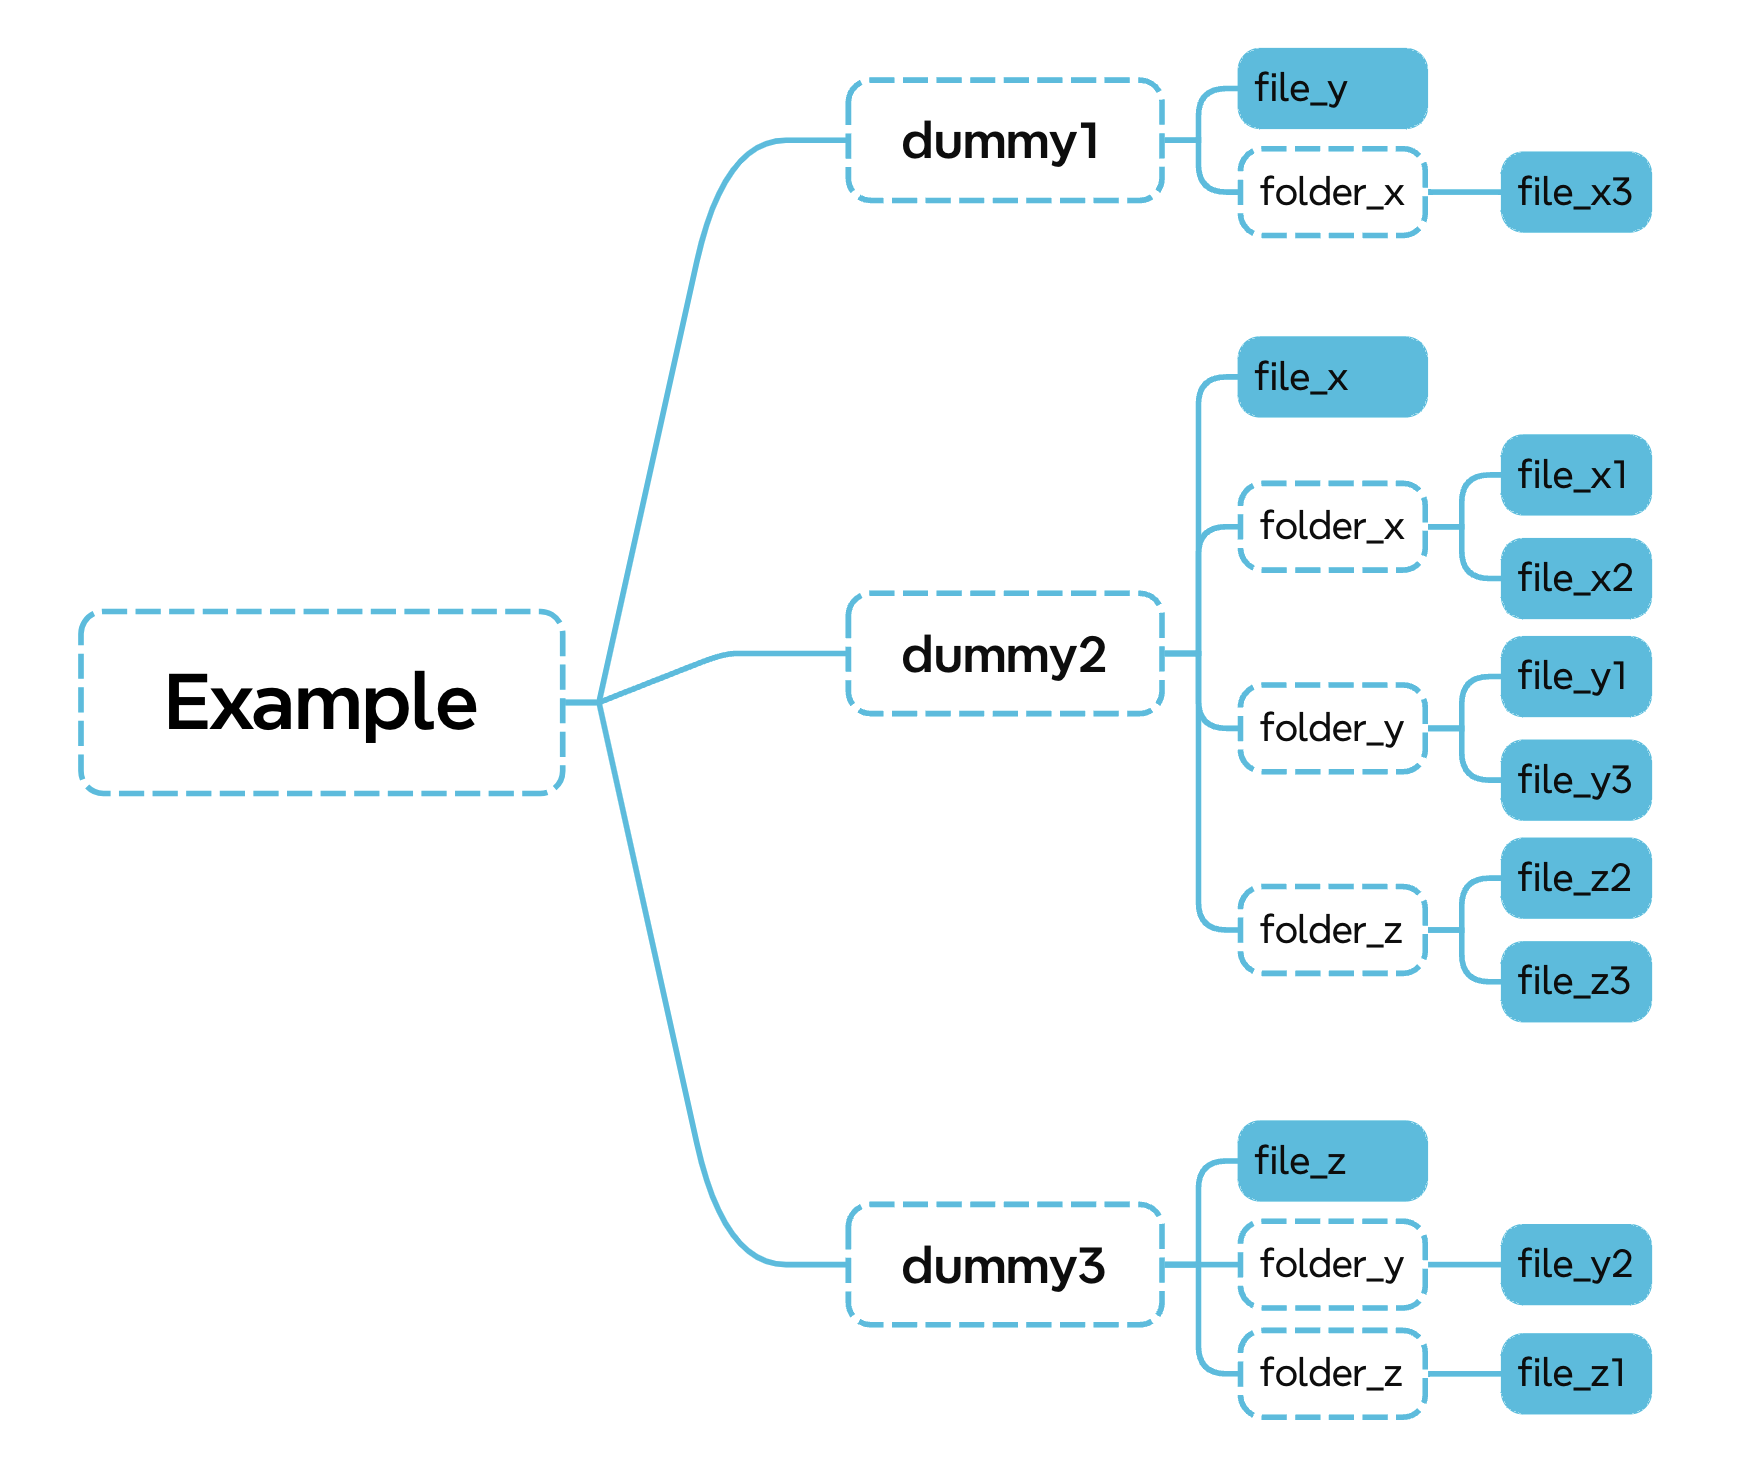 Example
dummy1
file_y
folder_x
file_x3
dummy2
file_x
folder_x
file_x1
file_x2
folder_y
file_y1
file_y3
folder_z
file_z2
file_z3
dummy3
file_z
folder_y
file_y2
folder_z
file_z1